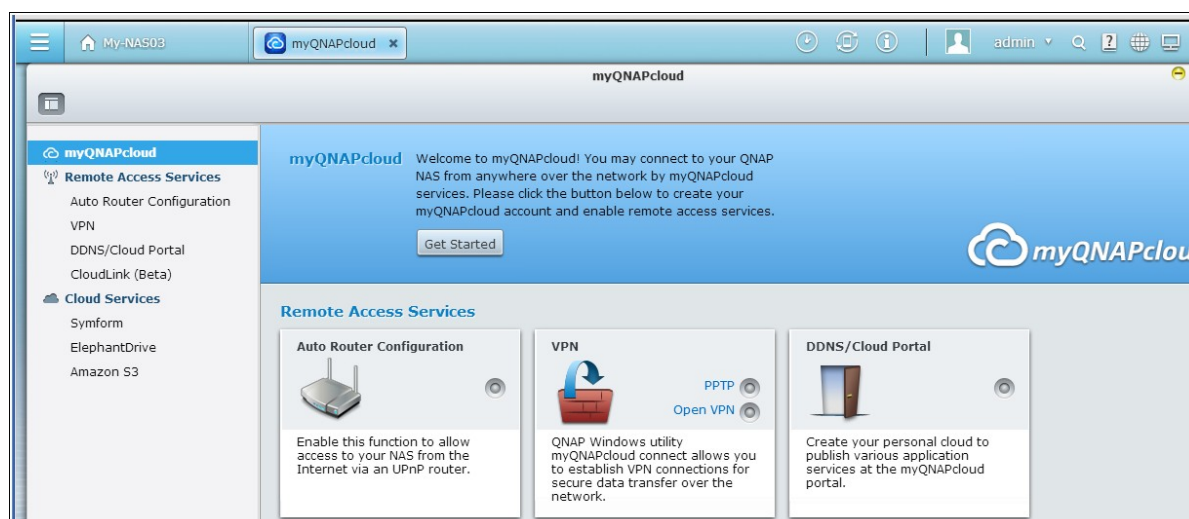 My-NAS03
myQNAPcloud
admin
myQNAPcloud
myQNAPcloud
Remote Access Services
Auto Router Configuration
VPN
DDNS/Cloud Portal
CloudLink (Beta)
Cloud Services
Symform
ElephantDrive
Amazon S3
myQNAPcloud
Welcome to myQNAPcloud! You may connect to your QNAP
NAS from anywhere over the network by myQNAPcloud
services. Please click the button below to create your
myQNAPcloud account and enable remote access services.
Get Started
myQNAPclou
Remote Access Services
Auto Router Configuration
Enable this function to allow
access to your NAS from the
Internet via an UPnP router.
VPN
PPTP
Open VPN
QNAP Windows utility
myQNAPcloud connect allows you
to establish VPN connections for
secure data transfer over the
network.
DDNS/Cloud Portal
Create your personal cloud to
publish various application
services at the myQNAPcloud
portal.